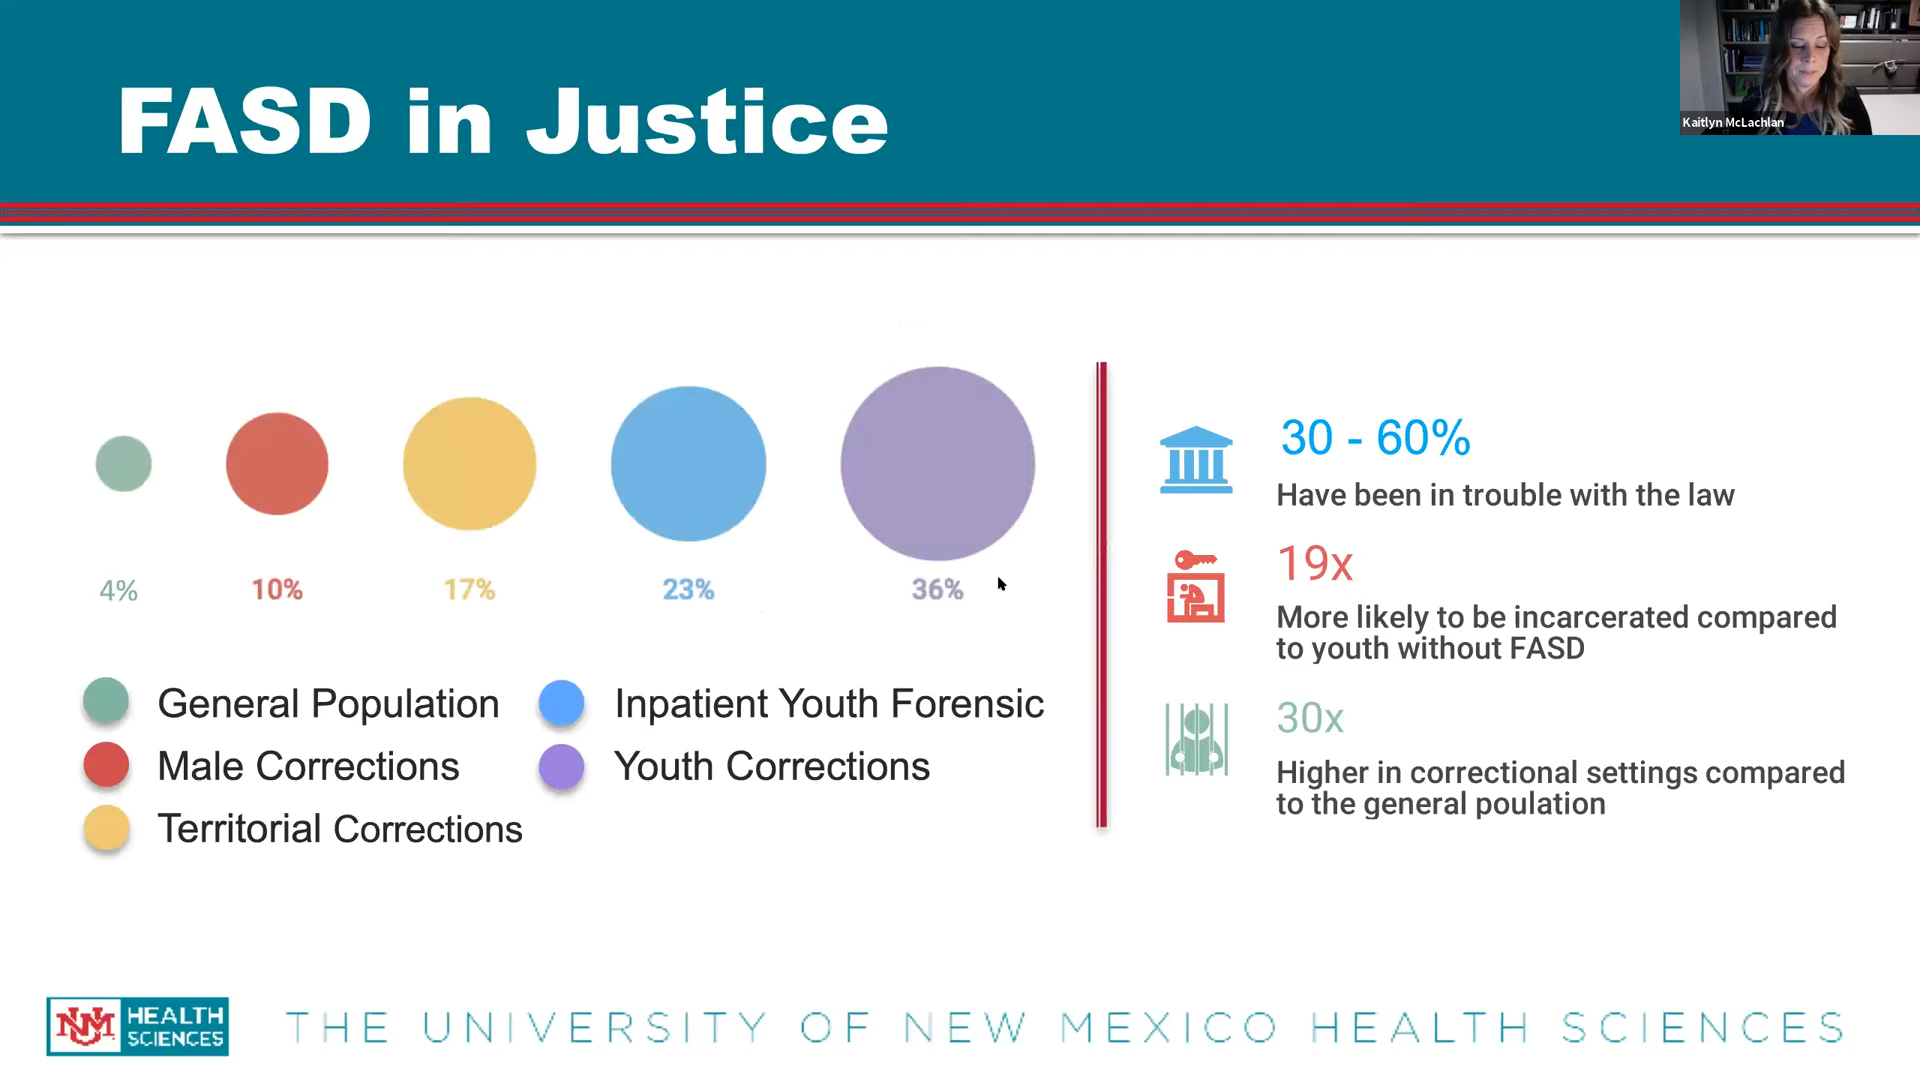 FASD in Justice
Kaitlyn McLachlan
4%
10%
17%
23%
36%
General Population
Male Corrections
Territorial Corrections
Inpatient Youth Forensic
Youth Corrections
30 - 60%
Have been in trouble with the law
19x
More likely to be incarcerated compared
to youth without FASD
30x
Higher in correctional settings compared
to the general poulation
UNM
HEALTH
SCIENCES
THE UNIVERSITY OF NEW MEXICO HEALTH SCIENCES